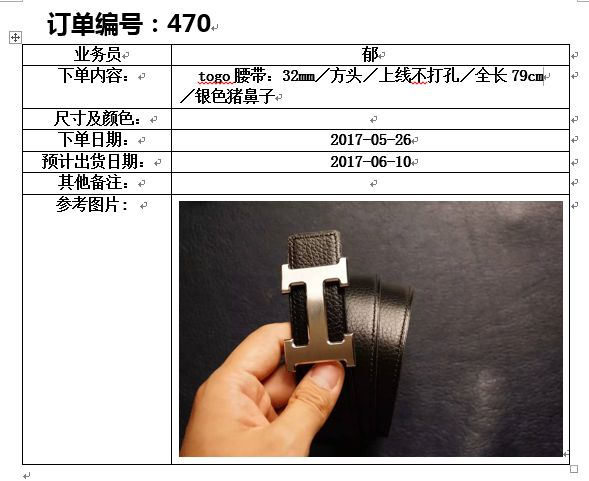 订单编号：470
业务员 郁
下单内容： togo 腰带：32mm／方头／上线不打孔／全长 79cm
／银色猪鼻子
尺寸及颜色：
下单日期： 2017-05-26
预计出货日期： 2017-06-10
其他备注：
参考图片：